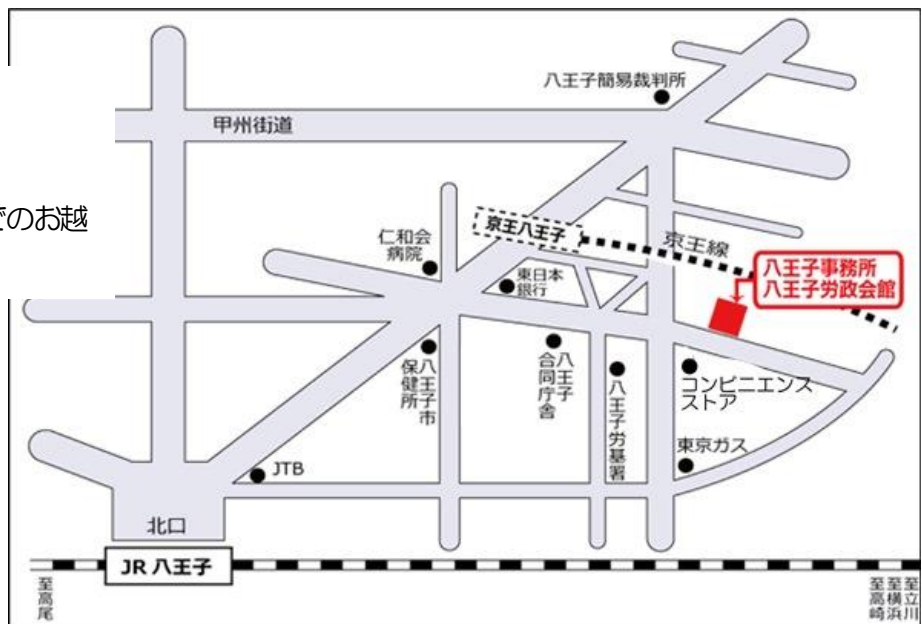 八王子簡易裁判所
甲州街道
でのお越
京王八王子
京王線
仁和会
病院
東日本
銀行
八王子事務所
八王子労政会館
八王子市
保健所
八王子
合同庁舎
八王子労基署
コンビニエンス
ストア
東京ガス
JTB
北口
JR 八王子
至高尾
至立川
至横浜
至高崎